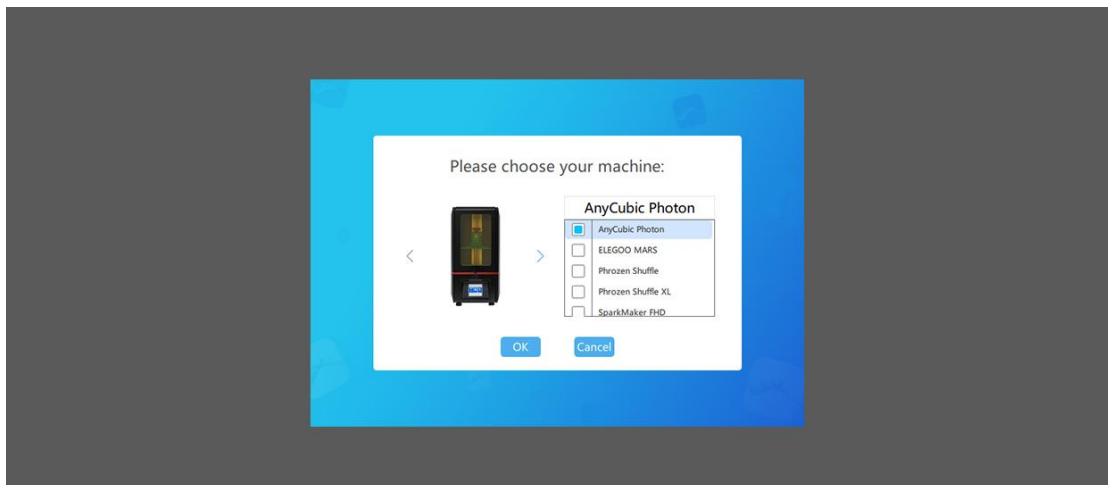 Please choose your machine:
AnyCubic Photon
AnyCubic Photon
ELEGOO MARS
Phrozen Shuffle
Phrozen Shuffle XL
SparkMaker FHD
OK
Cancel